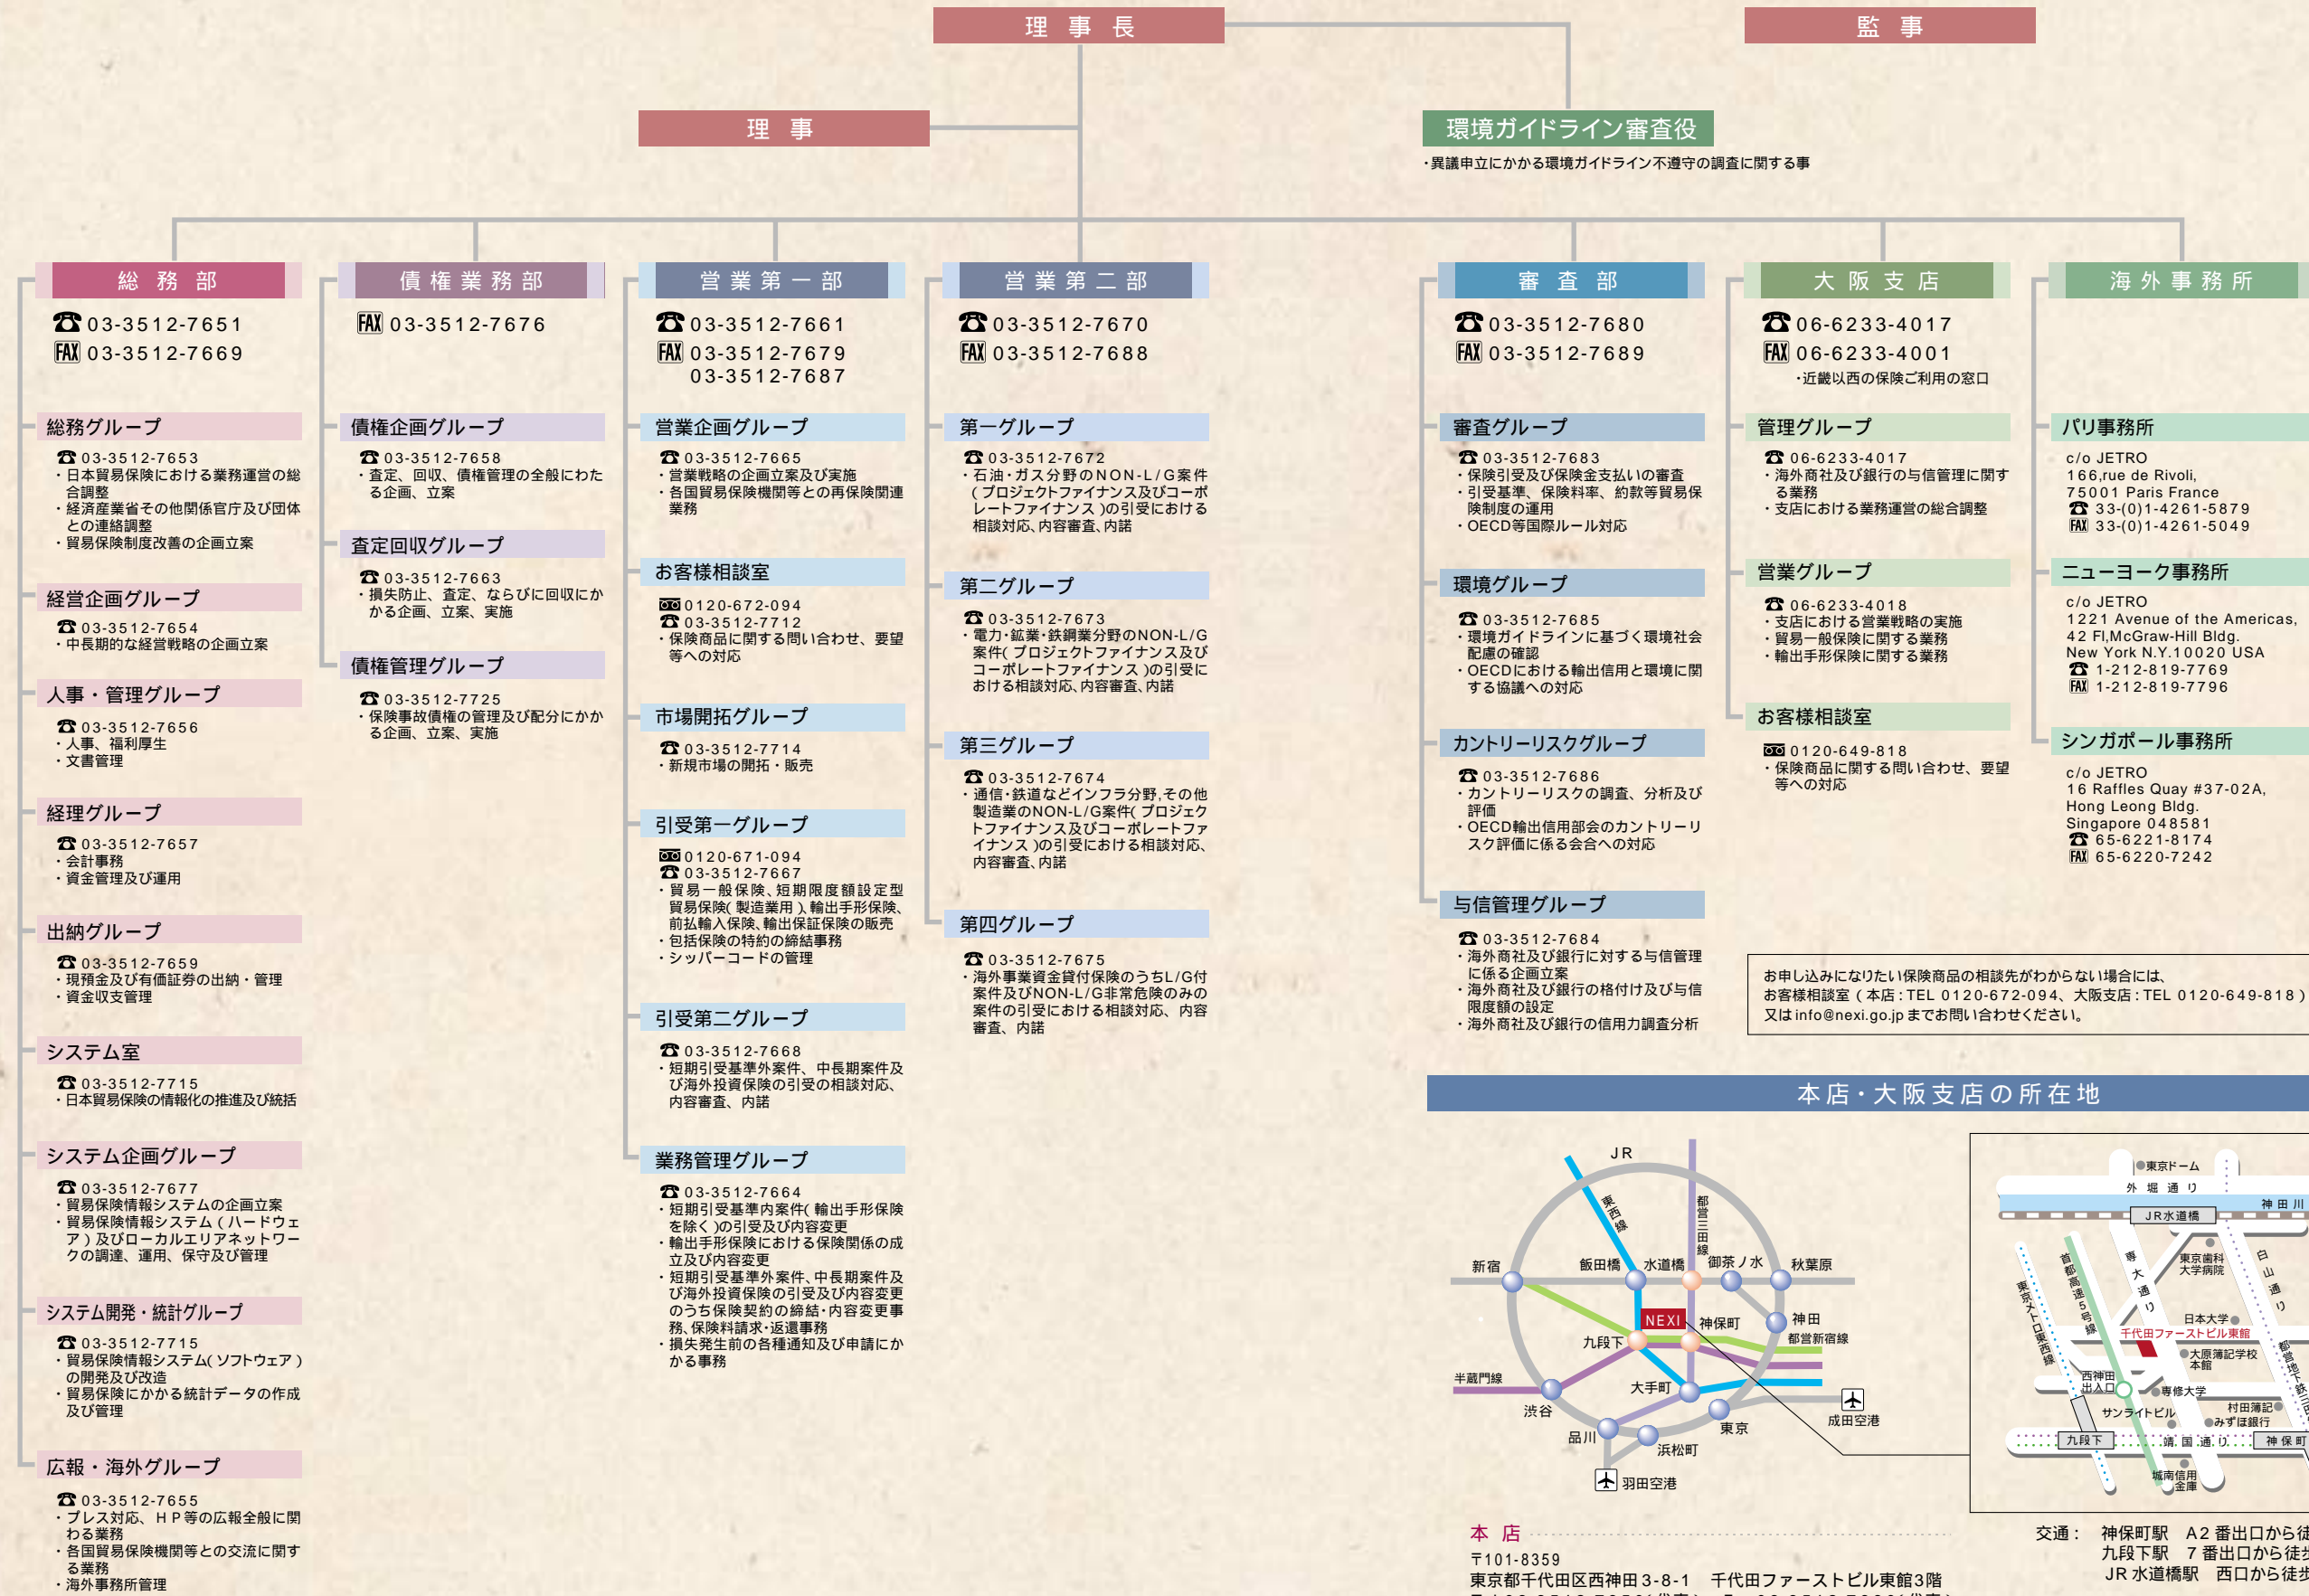 理事長
監事
理事
環境ガイドライン審査役
・異議申立にかかる環境ガイドライン不遵守の調査に関する事
総務部
☎ 03-3512-7651
FAX 03-3512-7669
総務グループ
☎ 03-3512-7653
・日本貿易保険における業務運営の総
合調整
・経済産業省その他関係官庁及び団体
との連絡調整
・貿易保険制度改善の企画立案
経営企画グループ
☎ 03-3512-7654
・中長期的な経営戦略の企画立案
人事・管理グループ
☎ 03-3512-7656
・人事、福利厚生
・文書管理
経理グループ
☎ 03-3512-7657
・会計事務
・資金管理及び運用
出納グループ
☎ 03-3512-7659
・現預金及び有価証券の出納・管理
・資金収支管理
システム室
☎ 03-3512-7715
・日本貿易保険の情報化の推進及び統括
システム企画グループ
☎ 03-3512-7677
・貿易保険情報システムの企画立案
・貿易保険情報システム(ハードウェ
ア)及びローカルエリアネットワー
クの調達、運用、保守及び管理
システム開発・統計グループ
☎ 03-3512-7715
・貿易保険情報システム(ソフトウェア)
の開発及び改造
・貿易保険にかかる統計データの作成
及び管理
広報・海外グループ
☎ 03-3512-7655
・プレス対応、HP等の広報全般に関
わる業務
・各国貿易保険機関等との交流に関す
る業務
・海外事務所管理
債権業務部
FAX 03-3512-7676
債権企画グループ
☎ 03-3512-7658
・査定、回収、債権管理の全般にわた
る企画、立案
査定回収グループ
☎ 03-3512-7663
・損失防止、査定、ならびに回収にか
かる企画、立案、実施
債権管理グループ
☎ 03-3512-7725
・保険事故債権の管理及び配分にかか
る企画、立案、実施
営業第一部
☎ 03-3512-7661
FAX 03-3512-7679
03-3512-7687
営業企画グループ
☎ 03-3512-7665
・営業戦略の企画立案及び実施
・各国貿易保険機関等との再保険関連
業務
お客様相談室
0120-672-094
☎ 03-3512-7712
・保険商品に関する問い合わせ、要望
等への対応
市場開拓グループ
☎ 03-3512-7714
・新規市場の開拓・販売
引受第一グループ
0120-671-094
☎ 03-3512-7667
・貿易一般保険、短期限度額設定型
貿易保険(製造業用)、輸出手形保険、
前払輸入保険、輸出保証保険の販売
・包括保険の特約の締結事務
・シッパーコードの管理
引受第二グループ
☎ 03-3512-7668
・短期引受基準外案件、中長期案件及
び海外投資保険の引受の相談対応、
内容審査、内諾
業務管理グループ
☎ 03-3512-7664
・短期引受基準内案件(輸出手形保険
を除く)の引受及び内容変更
・輸出手形保険における保険関係の成
立及び内容変更
・短期引受基準外案件、中長期案件及
び海外投資保険の引受及び内容変更
のうち保険契約の締結・内容変更事
務、保険料請求・返還事務
・損失発生前の各種通知及び申請にか
かる事務
営業第二部
☎ 03-3512-7670
FAX 03-3512-7688
第一グループ
☎ 03-3512-7672
・石油・ガス分野のNON-L/G案件
(プロジェクトファイナンス及びコーポ
レートファイナンス)の引受における
相談対応、内容審査、内諾
第二グループ
☎ 03-3512-7673
・電力・鉱業・鉄鋼業分野のNON-L/G
案件(プロジェクトファイナンス及び
コーポレートファイナンス)の引受に
おける相談対応、内容審査、内諾
第三グループ
☎ 03-3512-7674
・通信・鉄道などインフラ分野,その他
製造業のNON-L/G案件(プロジェク
トファイナンス及びコーポレートファ
イナンス)の引受における相談対応、
内容審査、内諾
第四グループ
☎ 03-3512-7675
・海外事業資金貸付保険のうちL/G付
案件及びNON-L/G非常危険のみの
案件の引受における相談対応、内容
審査、内諾
審査部
☎ 03-3512-7680
FAX 03-3512-7689
審査グループ
☎ 03-3512-7683
・保険引受及び保険金支払いの審査
・引受基準、保険料率、約款等貿易保
険制度の運用
・OECD等国際ルール対応
環境グループ
☎ 03-3512-7685
・環境ガイドラインに基づく環境社会
配慮の確認
・OECDにおける輸出信用と環境に関
する協議への対応
カントリーリスクグループ
☎ 03-3512-7686
・カントリーリスクの調査、分析及び
評価
・OECD輸出信用部会のカントリーリ
スク評価に係る会合への対応
与信管理グループ
☎ 03-3512-7684
・海外商社及び銀行に対する与信管理
に係る企画立案
・海外商社及び銀行の格付け及び与信
限度額の設定
・海外商社及び銀行の信用力調査分析
大阪支店
☎ 06-6233-4017
FAX 06-6233-4001
・近畿以西の保険ご利用の窓口
管理グループ
☎ 06-6233-4017
・海外商社及び銀行の与信管理に関す
る業務
・支店における業務運営の総合調整
営業グループ
☎ 06-6233-4018
・支店における営業戦略の実施
・貿易一般保険に関する業務
・輸出手形保険に関する業務
お客様相談室
0120-649-818
・保険商品に関する問い合わせ、要望
等への対応
海外事務所
パリ事務所
c/o JETRO
166,rue de Rivoli,
75001 Paris France
☎ 33-(0)1-4261-5879
FAX 33-(0)1-4261-5049
ニューヨーク事務所
c/o JETRO
1221 Avenue of the Americas,
42 Fl,McGraw-Hill Bldg.
New York N.Y.10020 USA
☎ 1-212-819-7769
FAX 1-212-819-7796
シンガポール事務所
c/o JETRO
16 Raffles Quay #37-02A,
Hong Leong Bldg.
Singapore 048581
☎ 65-6221-8174
FAX 65-6220-7242
お申し込みになりたい保険商品の相談先がわからない場合には、
お客様相談室(本店:TEL 0120-672-094、大阪支店:TEL 0120-649-818)
又はinfo@nexi.go.jpまでお問い合わせください。
本店・大阪支店の所在地
JR
東西線
都営三田線
新宿
飯田橋
水道橋
御茶ノ水
秋葉原
NEXI
神保町
神田
都営新宿線
九段下
半蔵門線
大手町
渋谷
成田空港
東京
品川
浜松町
羽田空港
東京ドーム
外堀通り
神田川
JR水道橋
東京歯科
大学病院
専大通り
白山通り
首都高速5号線
東京メトロ東西線
日本大学
千代田ファーストビル東館
大原簿記学校
本館
西神田
出入口
専修大学
サンライトビル
村田簿記
みずほ銀行
九段下
靖国通り
神保町
城南信用
金庫
本店
〒101-8359
東京都千代田区西神田3-8-1 千代田ファーストビル東館3階
交通: 神保町駅 A2番出口から徒
九段下駅 7番出口から徒歩
JR水道橋駅 西口から徒歩